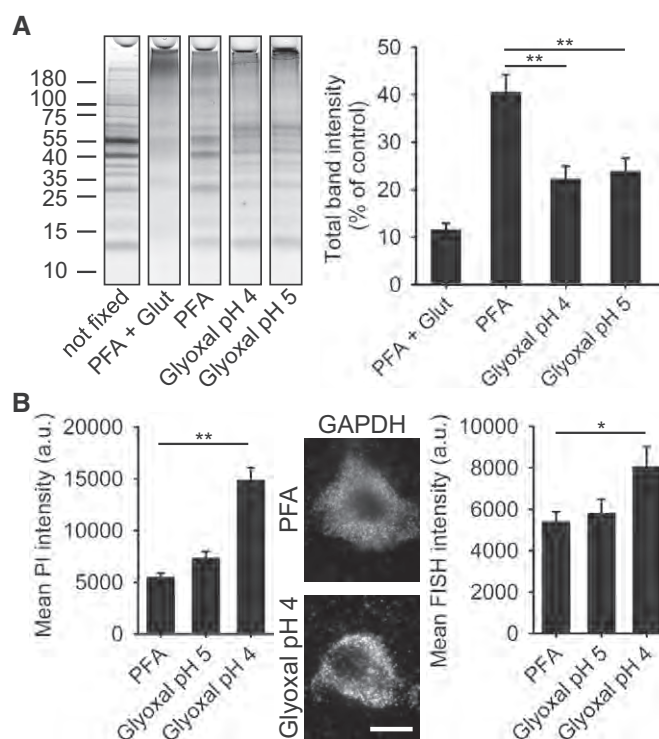 A
180
100
75
55
40
35
25
15
10
not fixed
PFA + Glut
PFA
Glyoxal pH 4
Glyoxal pH 5
Total band intensity
(% of control)
50
40
30
20
10
0
**
**
PFA + Glut
PFA
Glyoxal pH 4
Glyoxal pH 5
B
Mean PI intensity (a.u.)
20000
15000
10000
5000
0
**
PFA
Glyoxal pH 5
Glyoxal pH 4
GAPDH
PFA
Glyoxal pH 4
Mean FISH intensity (a.u.)
10000
8000
6000
4000
2000
0
*
PFA
Glyoxal pH 5
Glyoxal pH 4